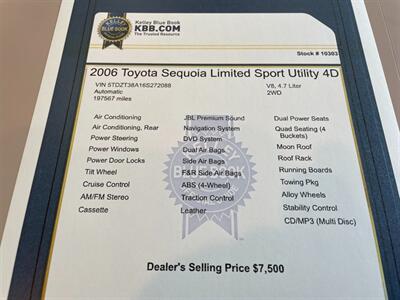 KELLEY
BLUE BOOK
Kelley Blue Book
KBB.COM
The Trusted Resource
Stock # 10303
2006 Toyota Sequoia Limited Sport Utility 4D
VIN 5TDZT38A16S272088
Automatic
197567 miles
V8, 4.7 Liter
2WD
Air Conditioning
Air Conditioning, Rear
Power Steering
Power Windows
Power Door Locks
Tilt Wheel
Cruise Control
AM/FM Stereo
Cassette
JBL Premium Sound
Navigation System
DVD System
Dual Air Bags
Side Air Bags
F&R Side Air Bags
ABS (4-Wheel)
Traction Control
Leather
Dual Power Seats
Quad Seating (4
Buckets)
Moon Roof
Roof Rack
Running Boards
Towing Pkg
Alloy Wheels
Stability Control
CD/MP3 (Multi Disc)
BLUE BOOK
Dealer's Selling Price $7,500